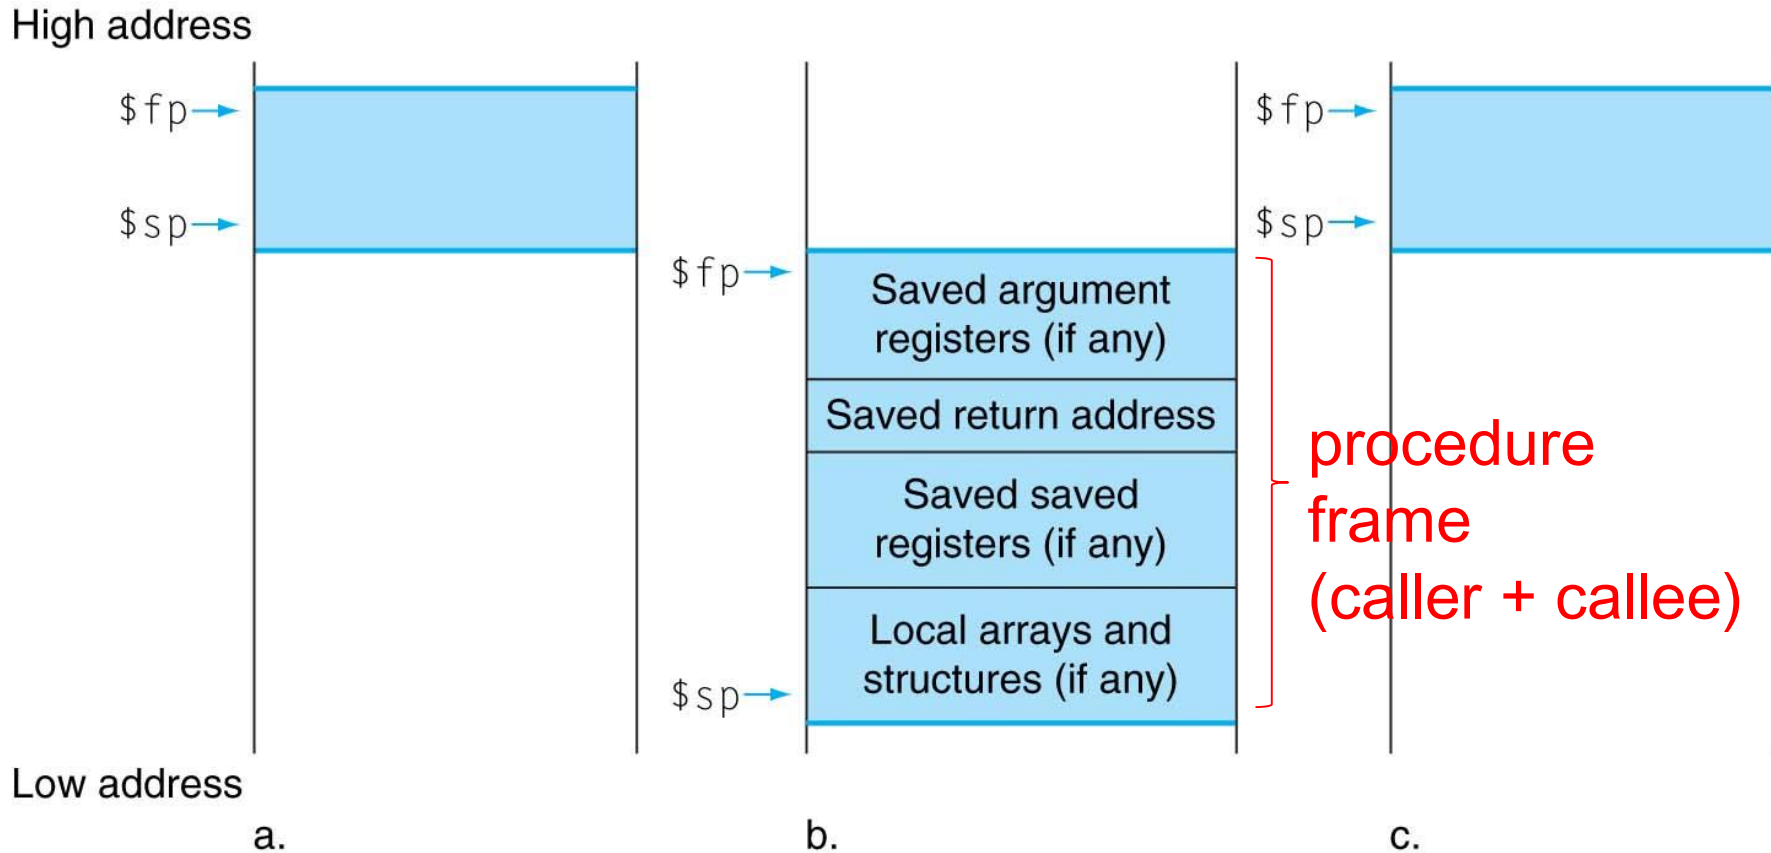 High address
$fp
$sp
$fp
Saved argument
registers (if any)
Saved return address
Saved saved
registers (if any)
Local arrays and
structures (if any)
$sp
$fp
$sp
procedure
frame
(caller + callee)
Low address
a.
b.
c.